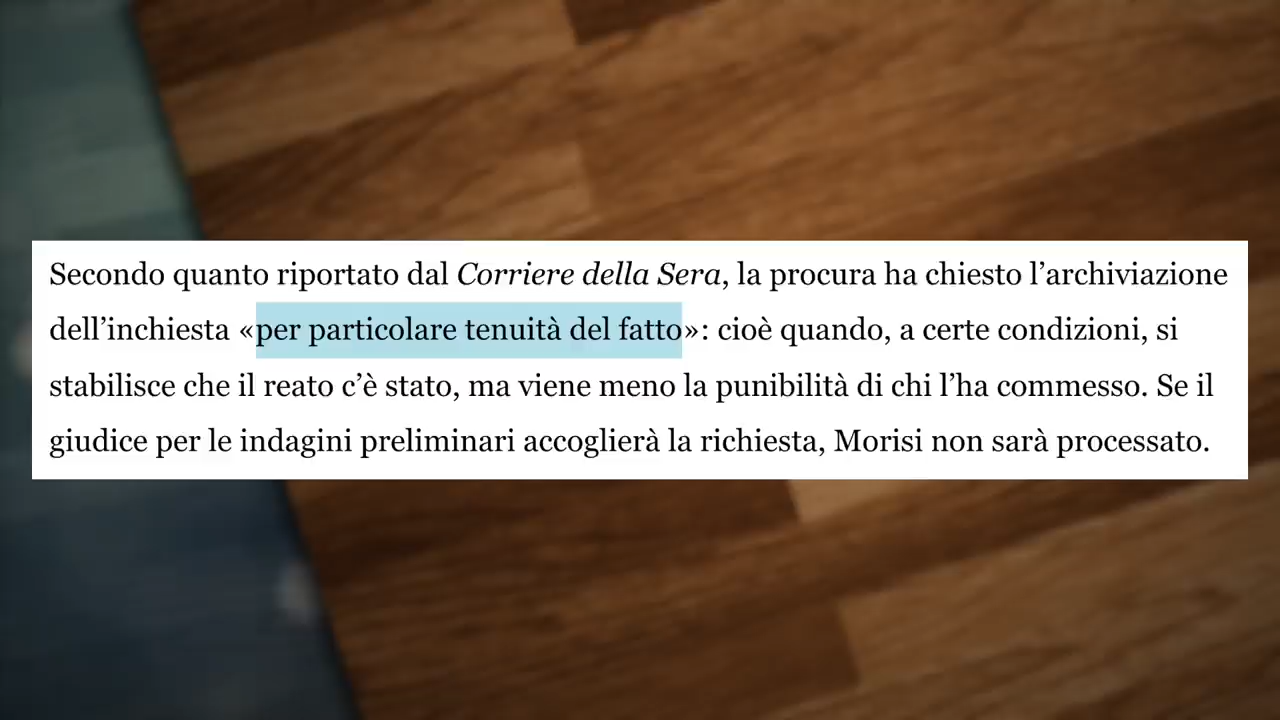 Secondo quanto riportato dal Corriere della Sera, la procura ha chiesto l’archiviazione
dell’inchiesta «per particolare tenuità del fatto»: cioè quando, a certe condizioni, si
stabilisce che il reato c’è stato, ma viene meno la punibilità di chi l’ha commesso. Se il
giudice per le indagini preliminari accoglierà la richiesta, Morisi non sarà processato.